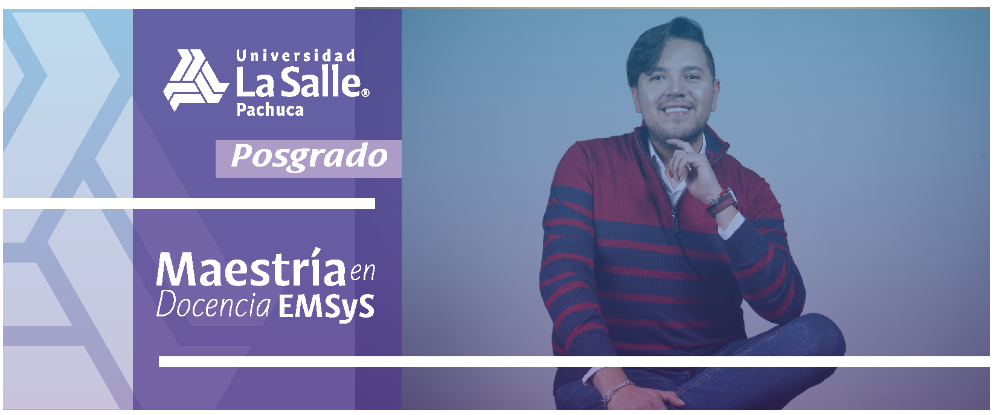 Universidad
La Salle®
Pachuca
Posgrado
Maestría en
Docencia EMSyS